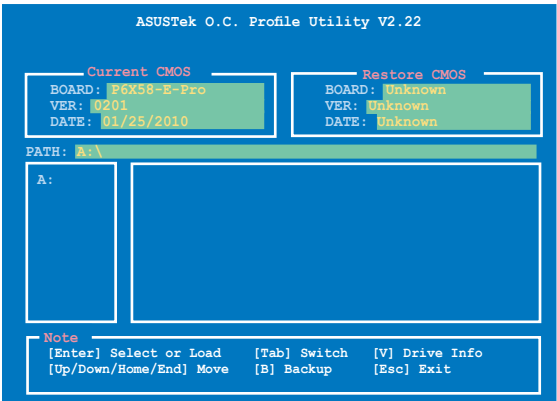 ASUSTek O.C. Profile Utility V2.22
Current CMOS
BOARD: P6X58-E-Pro
VER: 0201
DATE: 01/25/2010
Restore CMOS
BOARD: Unknown
VER: Unknown
DATE: Unknown
PATH: A:\
A:
Note
[Enter] Select or Load [Tab] Switch [V] Drive Info
[Up/Down/Home/End] Move [B] Backup [Esc] Exit